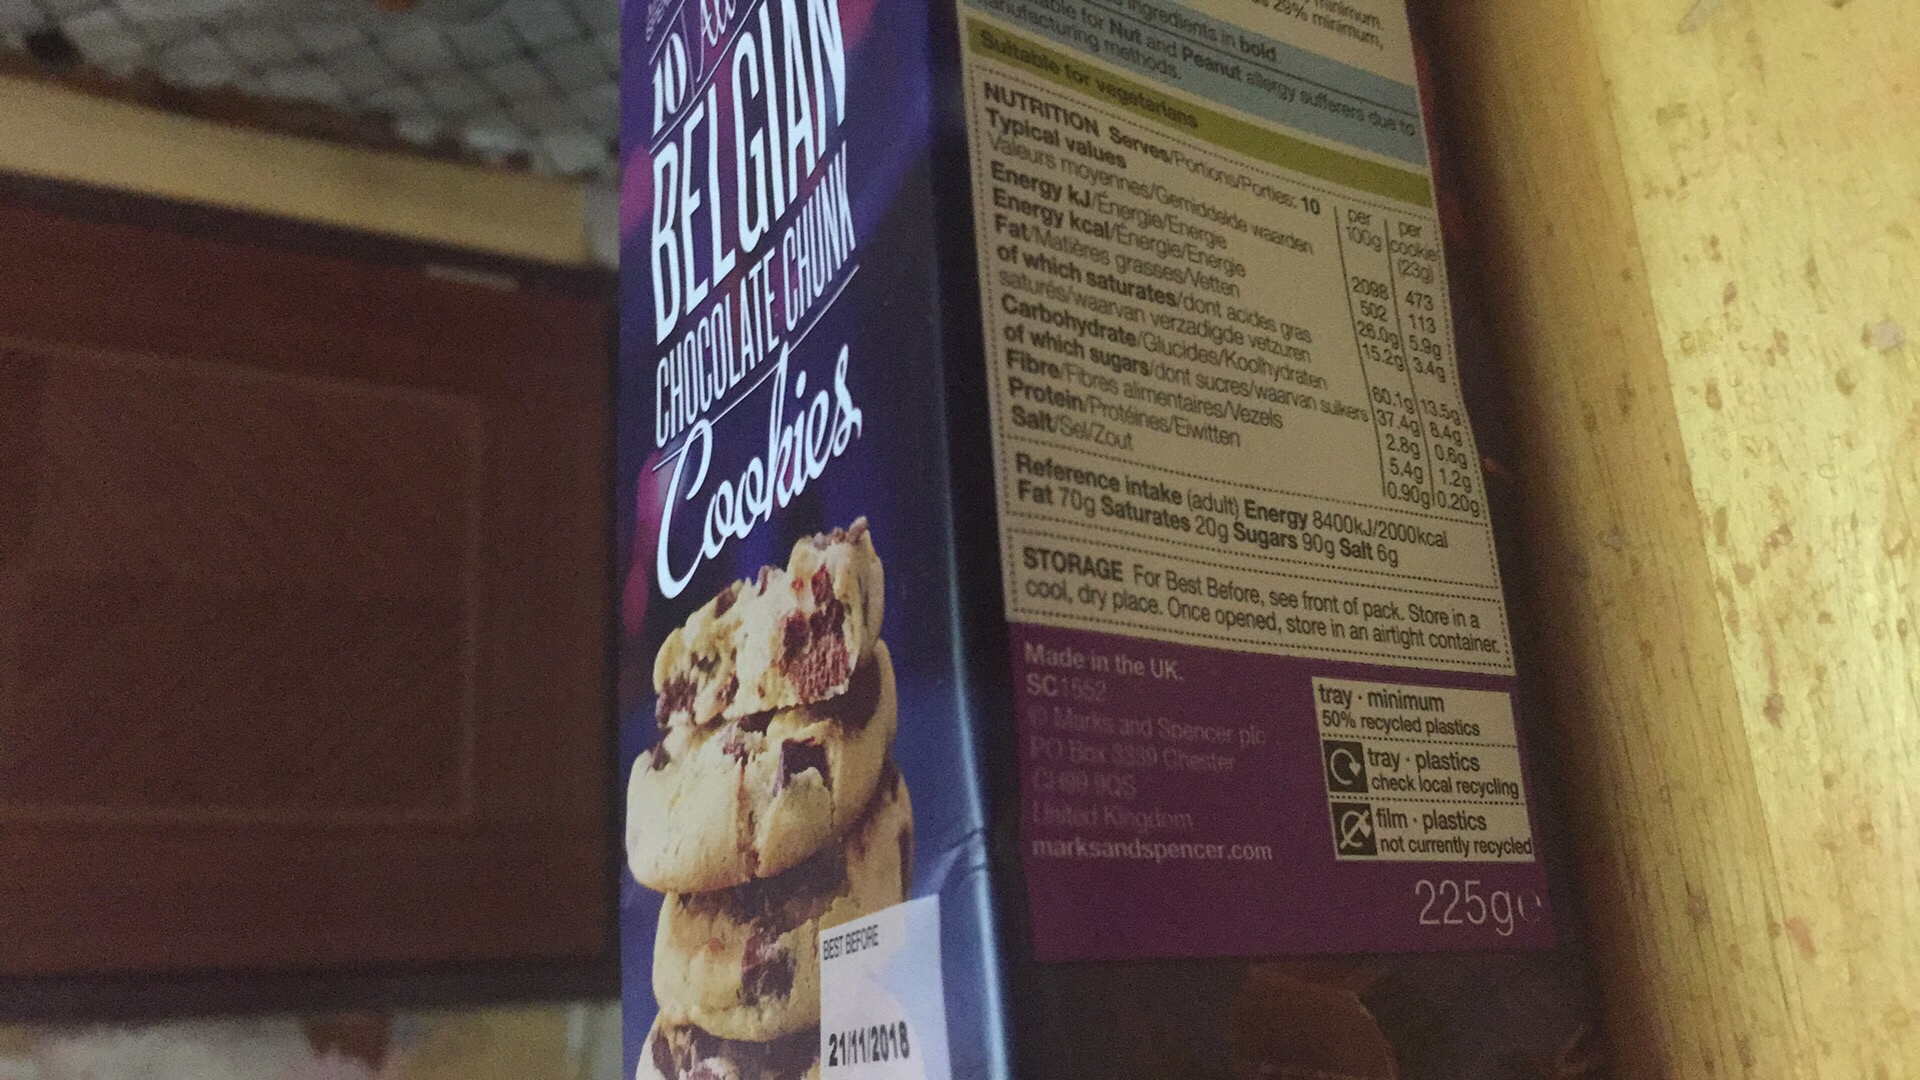 10
BELGIAN
CHOCOLATE CHUNK
Cookies
BEST BEFORE
21/11/2018
minimum.
29% minimum,
ingredients in bold
for Nut and Peanut allergy sufferers due to
manufacturing methods.
Suitable for vegetarians
NUTRITION Serves/Portions/Porties: 10
Typical values
Valeurs moyennes/Gemiddelde waarden
per 100g
per cookie (23g)
Energy kJ/Énergie/Energie 2098 473
Energy kcal/Énergie/Energie 502 113
Fat/Matières grasses/Vetten 26.0g 5.9g
of which saturates/dont acides gras
saturés/waarvan verzadigde vetzuren 15.2g 3.4g
Carbohydrate/Glucides/Koolhydraten 60.1g 13.5g
of which sugars/dont sucres/waarvan suikers 37.4g 8.4g
Fibre/Fibres alimentaires/Vezels 2.8g 0.6g
Protein/Protéines/Eiwitten 5.4g 1.2g
Salt/Sel/Zout 0.90g 0.20g
Reference intake (adult) Energy 8400kJ/2000kcal
Fat 70g Saturates 20g Sugars 90g Salt 6g
STORAGE For Best Before, see front of pack. Store in a
cool, dry place. Once opened, store in an airtight container.
Made in the UK.
SC1552
© Marks and Spencer plc
PO Box 3339 Chester
CH99 9QS
United Kingdom
marksandspencer.com
tray · minimum
50% recycled plastics
tray · plastics
check local recycling
film · plastics
not currently recycled
225g e